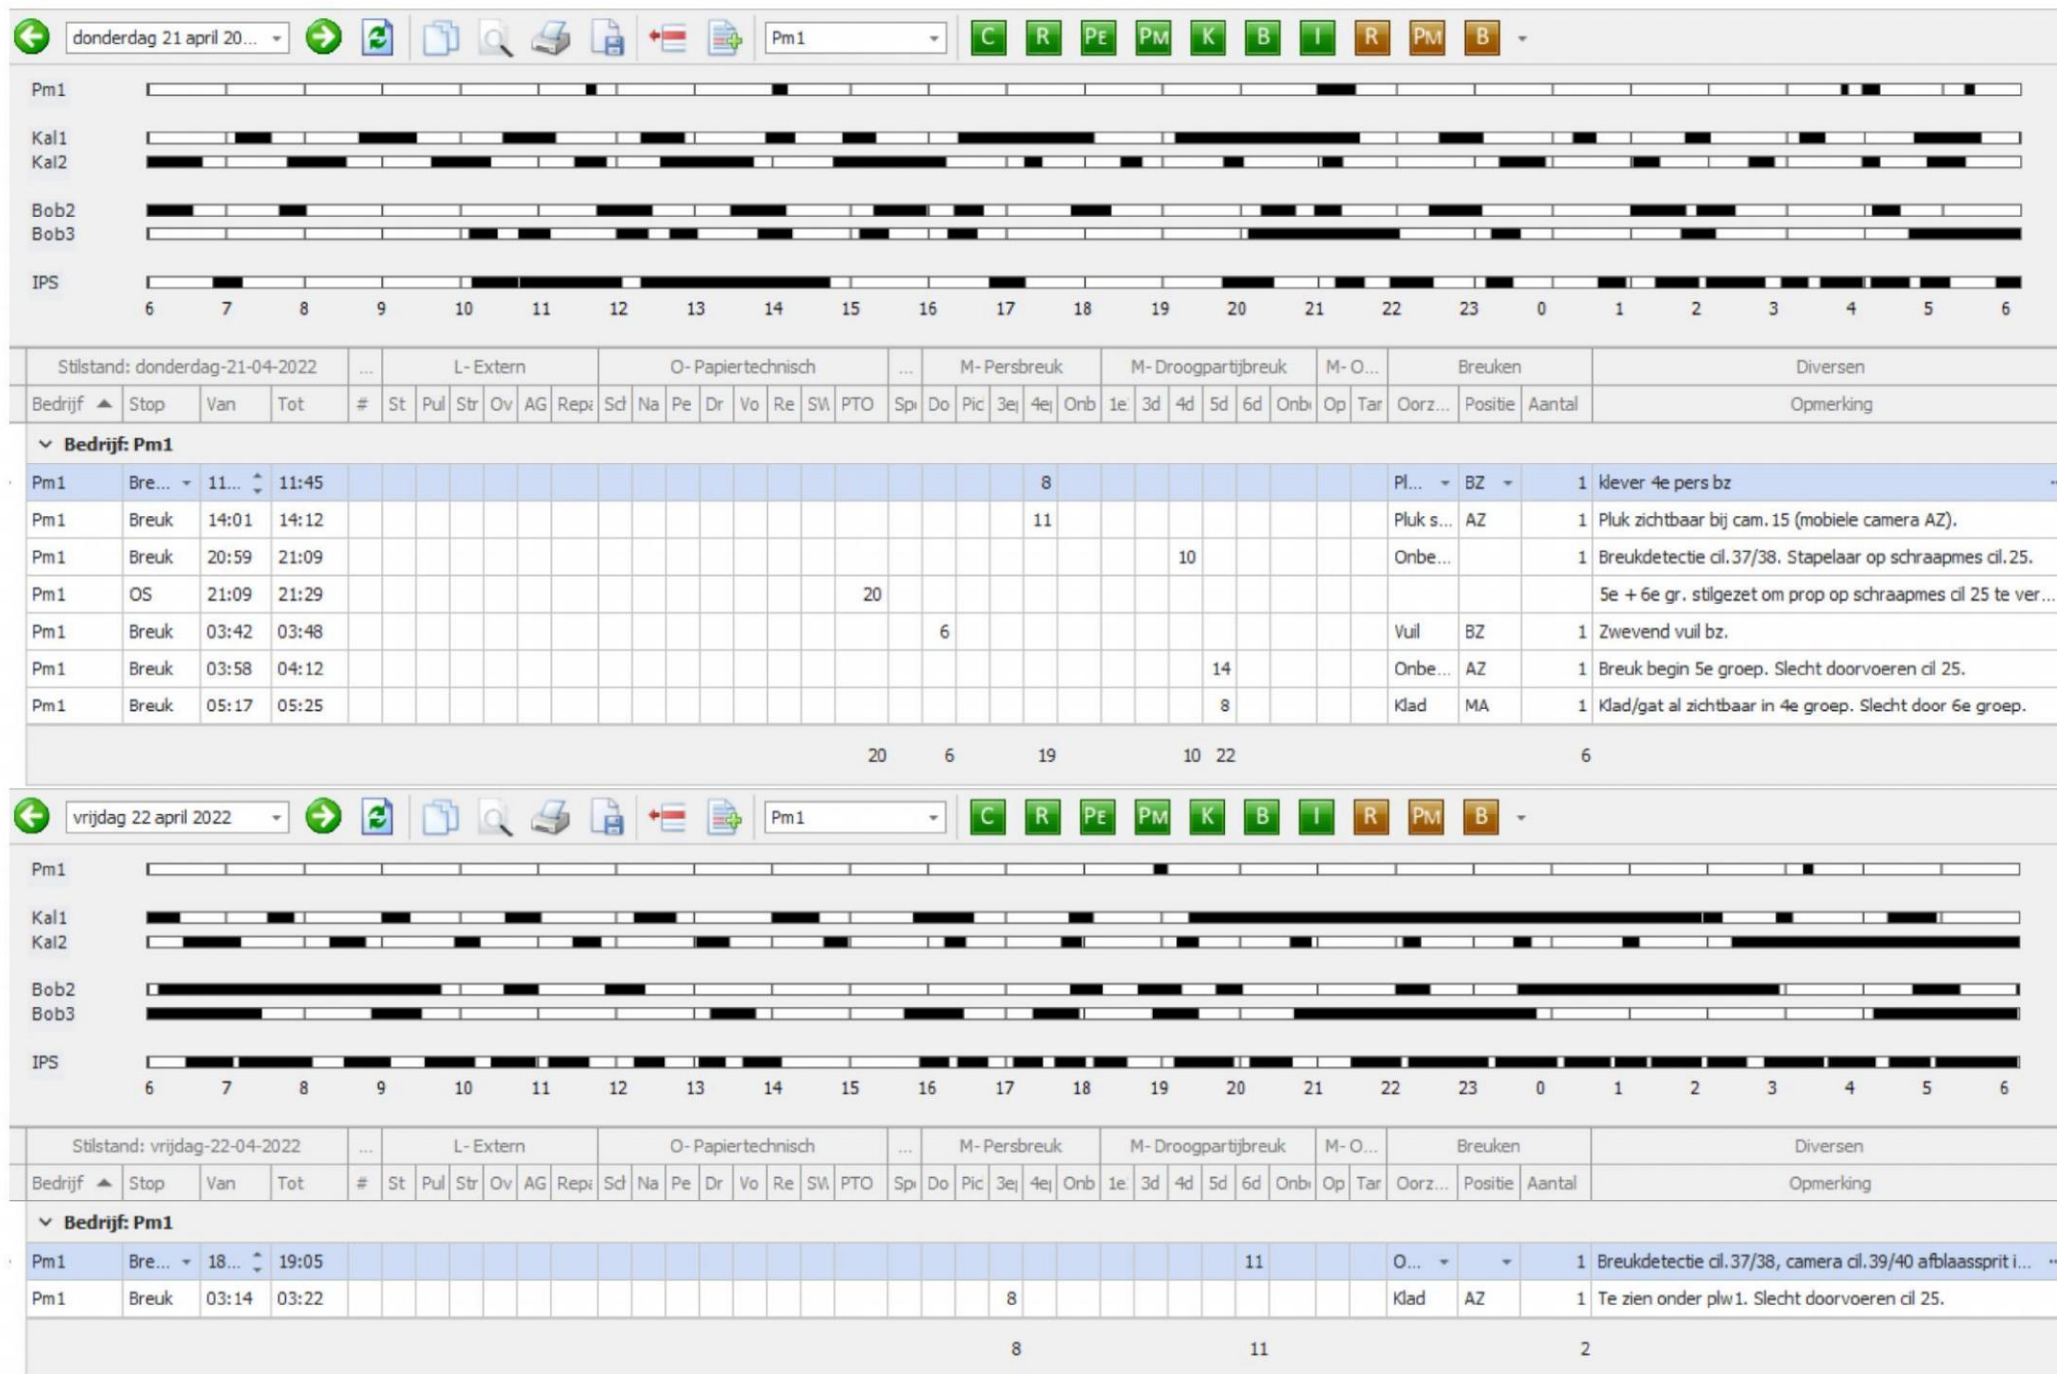 donderdag 21 april 20... Pm1 C R PE PM K B I R PM B
Pm1
Kal1
Kal2
Bob2
Bob3
IPS
6 7 8 9 10 11 12 13 14 15 16 17 18 19 20 21 22 23 0 1 2 3 4 5 6
Stilstand: donderdag-21-04-2022 ... L- Extern O- Papiertechnisch ... M- Persbreuk M- Droogpartijbreuk M- O... Breuken Diversen
Bedrijf Stop Van Tot # St Pul Str Ov AG Repa Sch Na Pe Dr Vo Re SW PTO Spe Do Pic 3e 4e Onb 1e 3d 4d 5d 6d Onb Op Tar Oorz... Positie Aantal Opmerking
Bedrijf: Pm1
Pm1 Bre... 11... 11:45 8 Pl... BZ 1 klever 4e pers bz
Pm1 Breuk 14:01 14:12 11 Pluk s... AZ 1 Pluk zichtbaar bij cam.15 (mobiele camera AZ).
Pm1 Breuk 20:59 21:09 10 Onbe... 1 Breukdetectie cil.37/38. Stapelaar op schraapmes cil.25.
Pm1 OS 21:09 21:29 20 5e + 6e gr. stilgezet om prop op schraapmes cil 25 te ver...
Pm1 Breuk 03:42 03:48 6 Vuil BZ 1 Zwevend vuil bz.
Pm1 Breuk 03:58 04:12 14 Onbe... AZ 1 Breuk begin 5e groep. Slecht doorvoeren cil 25.
Pm1 Breuk 05:17 05:25 8 Klad MA 1 Klad/gat al zichtbaar in 4e groep. Slecht door 6e groep.
20 6 19 10 22 6
vrijdag 22 april 2022 Pm1 C R PE PM K B I R PM B
Pm1
Kal1
Kal2
Bob2
Bob3
IPS
6 7 8 9 10 11 12 13 14 15 16 17 18 19 20 21 22 23 0 1 2 3 4 5 6
Stilstand: vrijdag-22-04-2022 ... L- Extern O- Papiertechnisch ... M- Persbreuk M- Droogpartijbreuk M- O... Breuken Diversen
Bedrijf Stop Van Tot # St Pul Str Ov AG Repa Sch Na Pe Dr Vo Re SW PTO Spe Do Pic 3e 4e Onb 1e 3d 4d 5d 6d Onb Op Tar Oorz... Positie Aantal Opmerking
Bedrijf: Pm1
Pm1 Bre... 18... 19:05 11 O... 1 Breukdetectie cil.37/38, camera cil.39/40 afblaassprit i... ...
Pm1 Breuk 03:14 03:22 8 Klad AZ 1 Te zien onder plw1. Slecht doorvoeren cil 25.
8 11 2